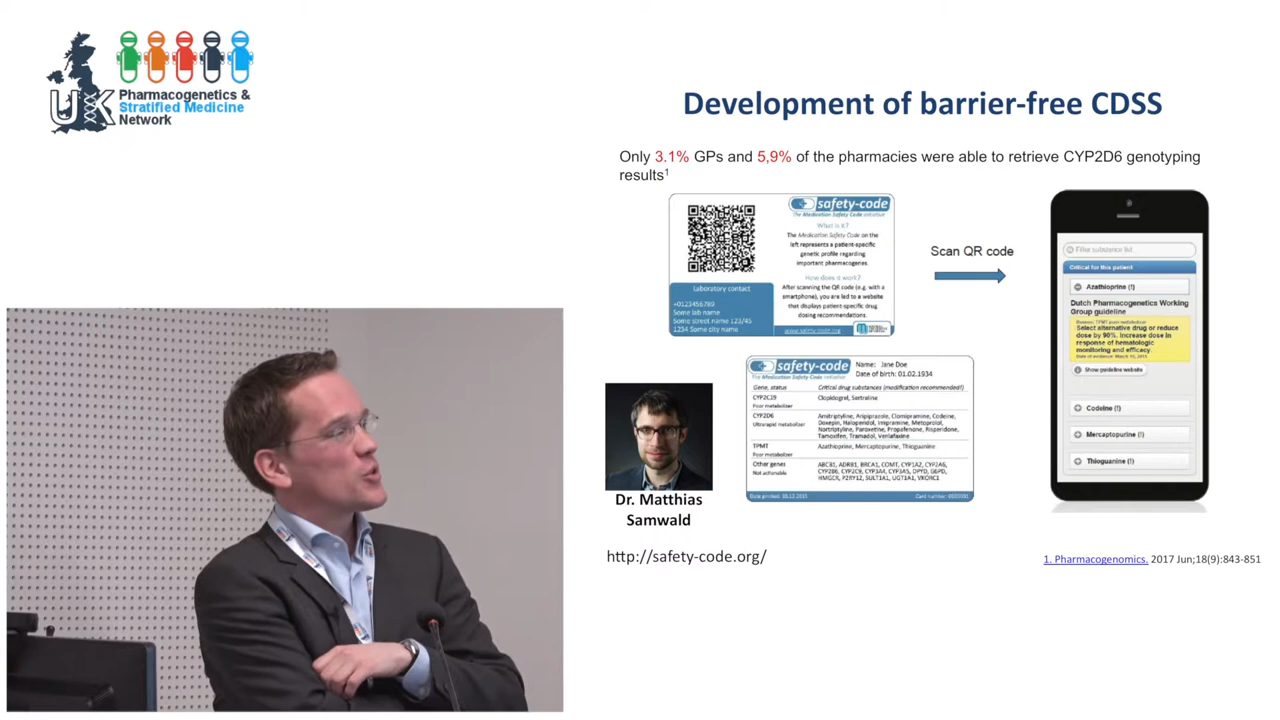 UK
Pharmacogenetics &
Stratified Medicine
Network
Development of barrier-free CDSS
Only 3.1% GPs and 5,9% of the pharmacies were able to retrieve CYP2D6 genotyping
results1
safety-code
The Medication Safety Code initiative
What is it?
The Medication Safety Code on the
left represents a patient-specific
genetic profile regarding
important pharmacogenes.
How does it work?
After scanning the QR code (e.g. with a
smartphone), you are led to a website
that displays patient-specific drug
dosing recommendations.
www.safety-code.org
Laboratory contact
+0123456789
Some lab name
Some street name 123/45
1234 Some city name
Scan QR code
safety-code
The Medication Safety Code initiative
Name: Jane Doe
Date of birth: 01.02.1934
Gene, status Critical drug substances (modification recommended!)
CYP2C19 Clopidogrel, Sertraline
Poor metabolizer
CYP2D6 Amitriptyline, Aripiprazole, Clomipramine, Codeine,
Ultrarapid metabolizer Doxepin, Haloperidol, Imipramine, Metoprolol,
Nortriptyline, Paroxetine, Propafenone, Risperidone,
Tamoxifen, Tramadol, Venlafaxine
TPMT Azathioprine, Mercaptopurine, Thioguanine
Poor metabolizer
Other genes ABCB1, ADRB1, BRCA1, COMT, CYP1A2, CYP2A6,
Not actionable CYP2B6, CYP2C9, CYP3A4, CYP3A5, DPYD, G6PD,
HMGCR, P2RY12, SULT1A1, UGT1A1, VKORC1
Card number: 0000000
Filter substance list
Critical for this patient
Azathioprine (!)
Dutch Pharmacogenetics Working
Group guideline
Select alternative drug or reduce
dose by 90%. Increase dose in
response of hematologic
monitoring and efficacy.
Show guideline website
Codeine (!)
Mercaptopurine (!)
Thioguanine (!)
Dr. Matthias
Samwald
http://safety-code.org/
1. Pharmacogenomics. 2017 Jun;18(9):843-851